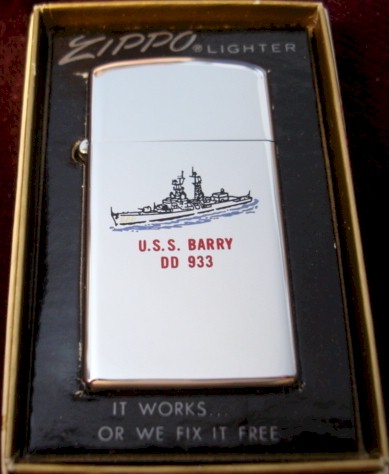 ZIPPO® LIGHTER
U.S.S. BARRY
DD 933
IT WORKS...
OR WE FIX IT FREE